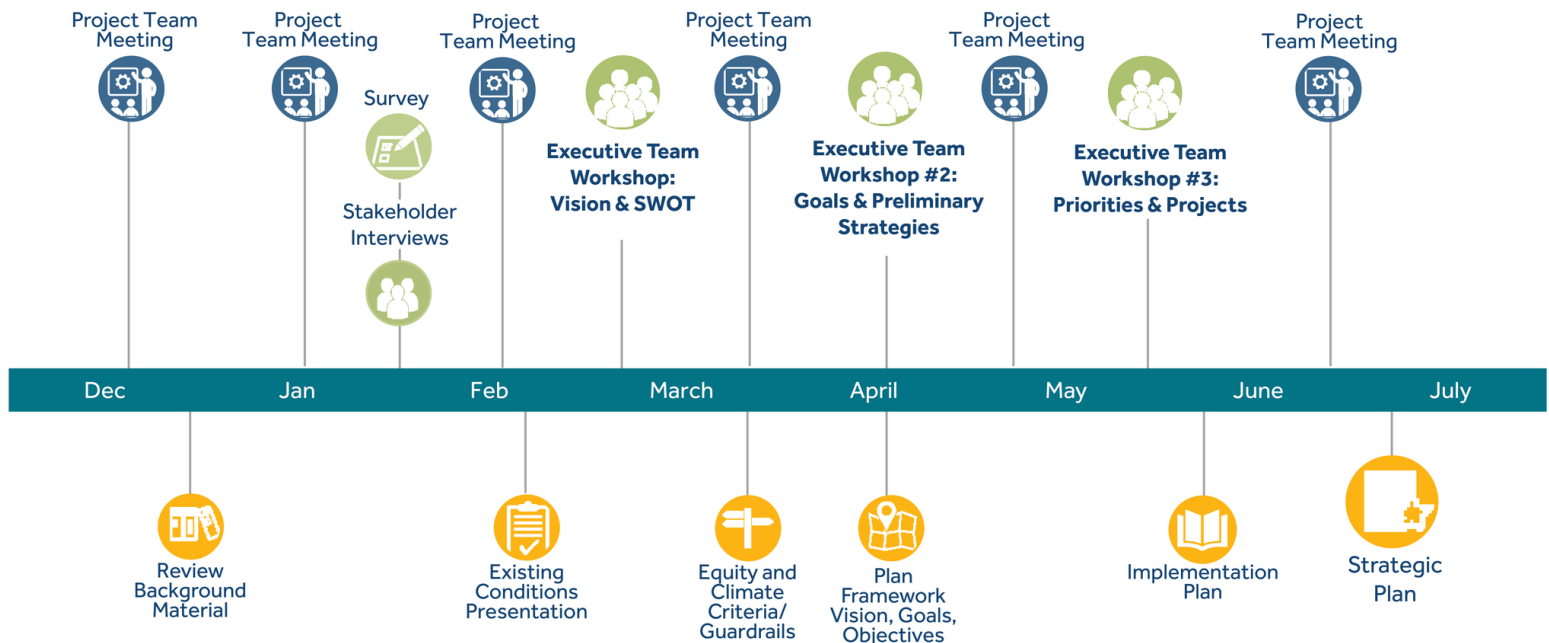 Project Team
Meeting
Project
Team Meeting
Project
Team Meeting
Project Team
Meeting
Project
Team Meeting
Project
Team Meeting
Survey
Stakeholder
Interviews
Executive Team
Workshop:
Vision & SWOT
Executive Team
Workshop #2:
Goals & Preliminary
Strategies
Executive Team
Workshop #3:
Priorities & Projects
Dec
Jan
Feb
March
April
May
June
July
Review
Background
Material
Existing
Conditions
Presentation
Equity and
Climate
Criteria/
Guardrails
Plan
Framework
Vision, Goals,
Objectives
Implementation
Plan
Strategic
Plan